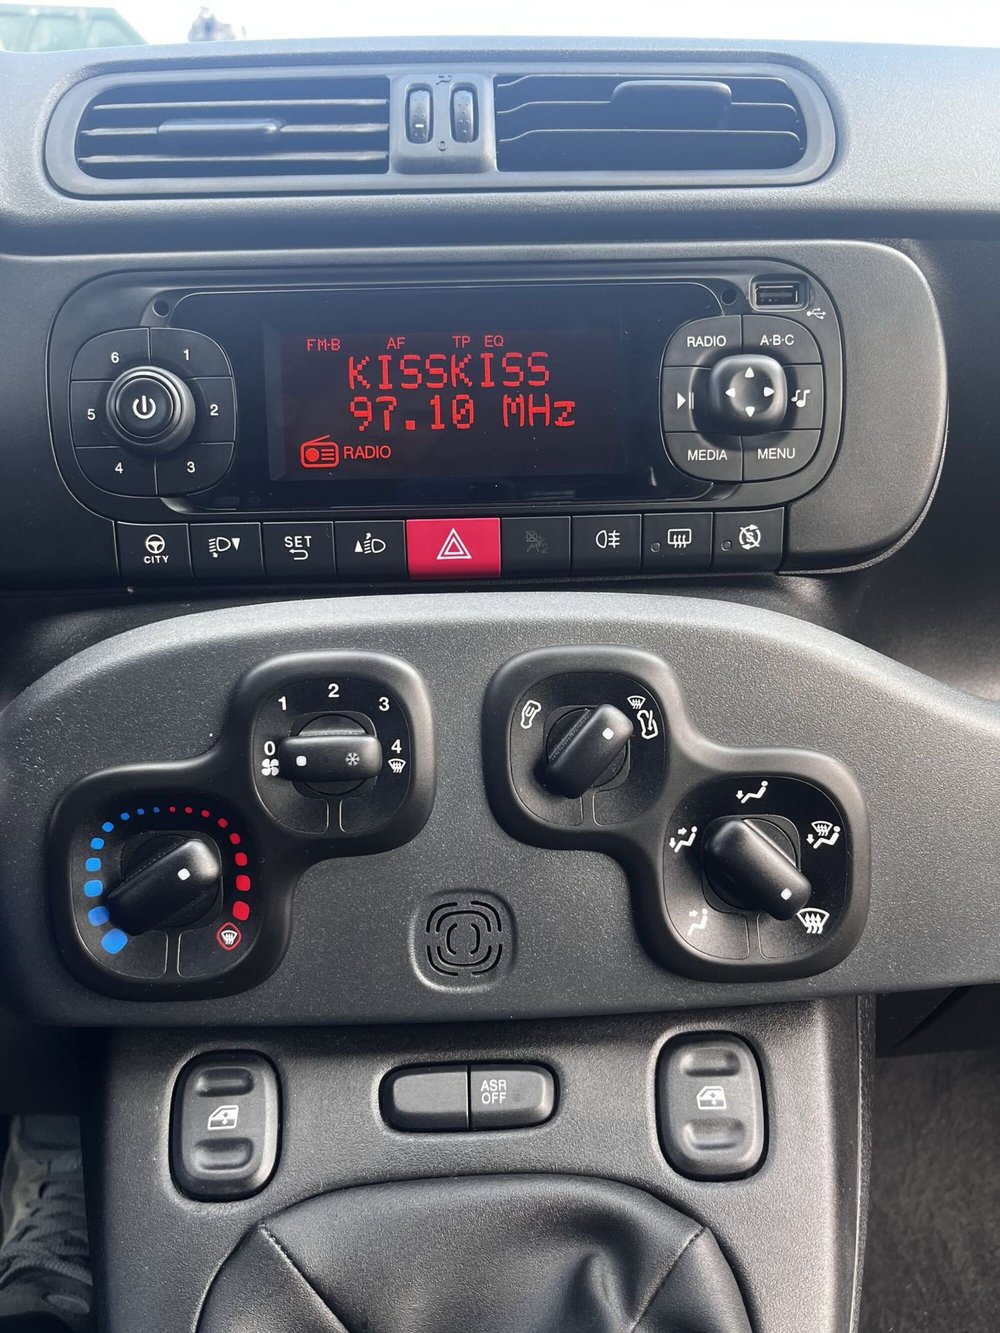 FM-B AF TP EQ
KISSKISS
97.10 MHz
RADIO
6 1
5 2
4 3
RADIO A·B·C
MEDIA MENU
CITY
SET
0 1 2 3 4
ASR
OFF